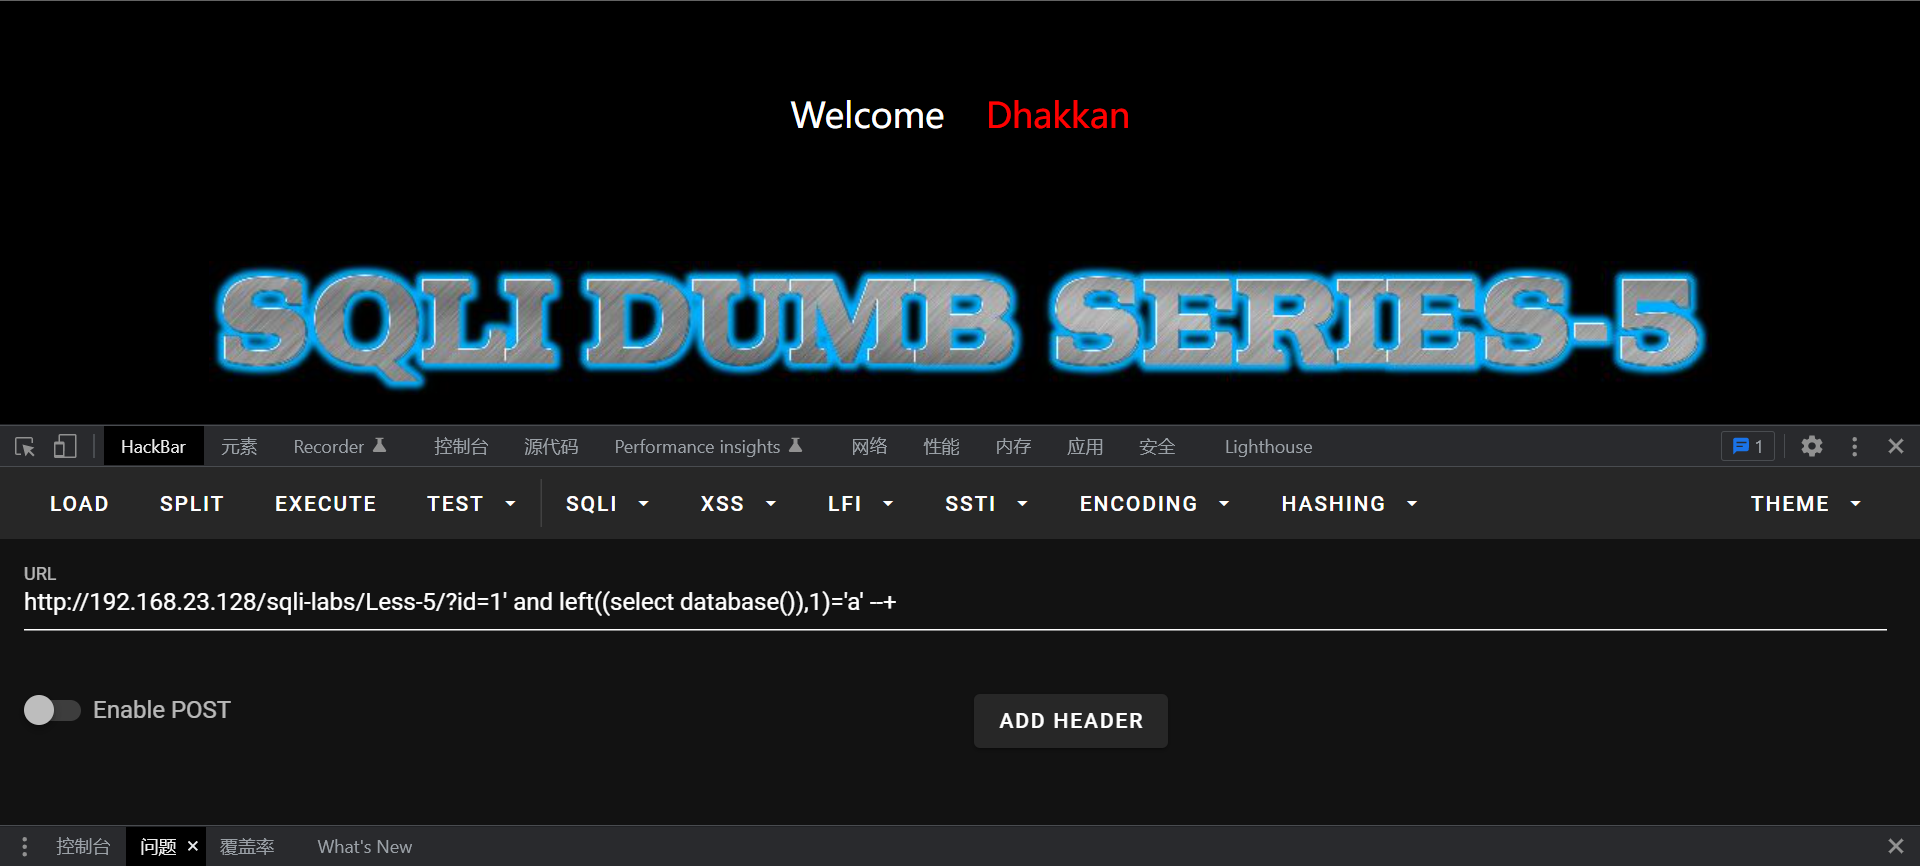 Welcome Dhakkan
SQLI DUMB SERIES-5
HackBar 元素 Recorder 控制台 源代码 Performance insights 网络 性能 内存 应用 安全 Lighthouse 1
LOAD SPLIT EXECUTE TEST SQLI XSS LFI SSTI ENCODING HASHING THEME
URL
http://192.168.23.128/sqli-labs/Less-5/?id=1' and left((select database()),1)='a' --+
Enable POST ADD HEADER
控制台 问题 覆盖率 What's New